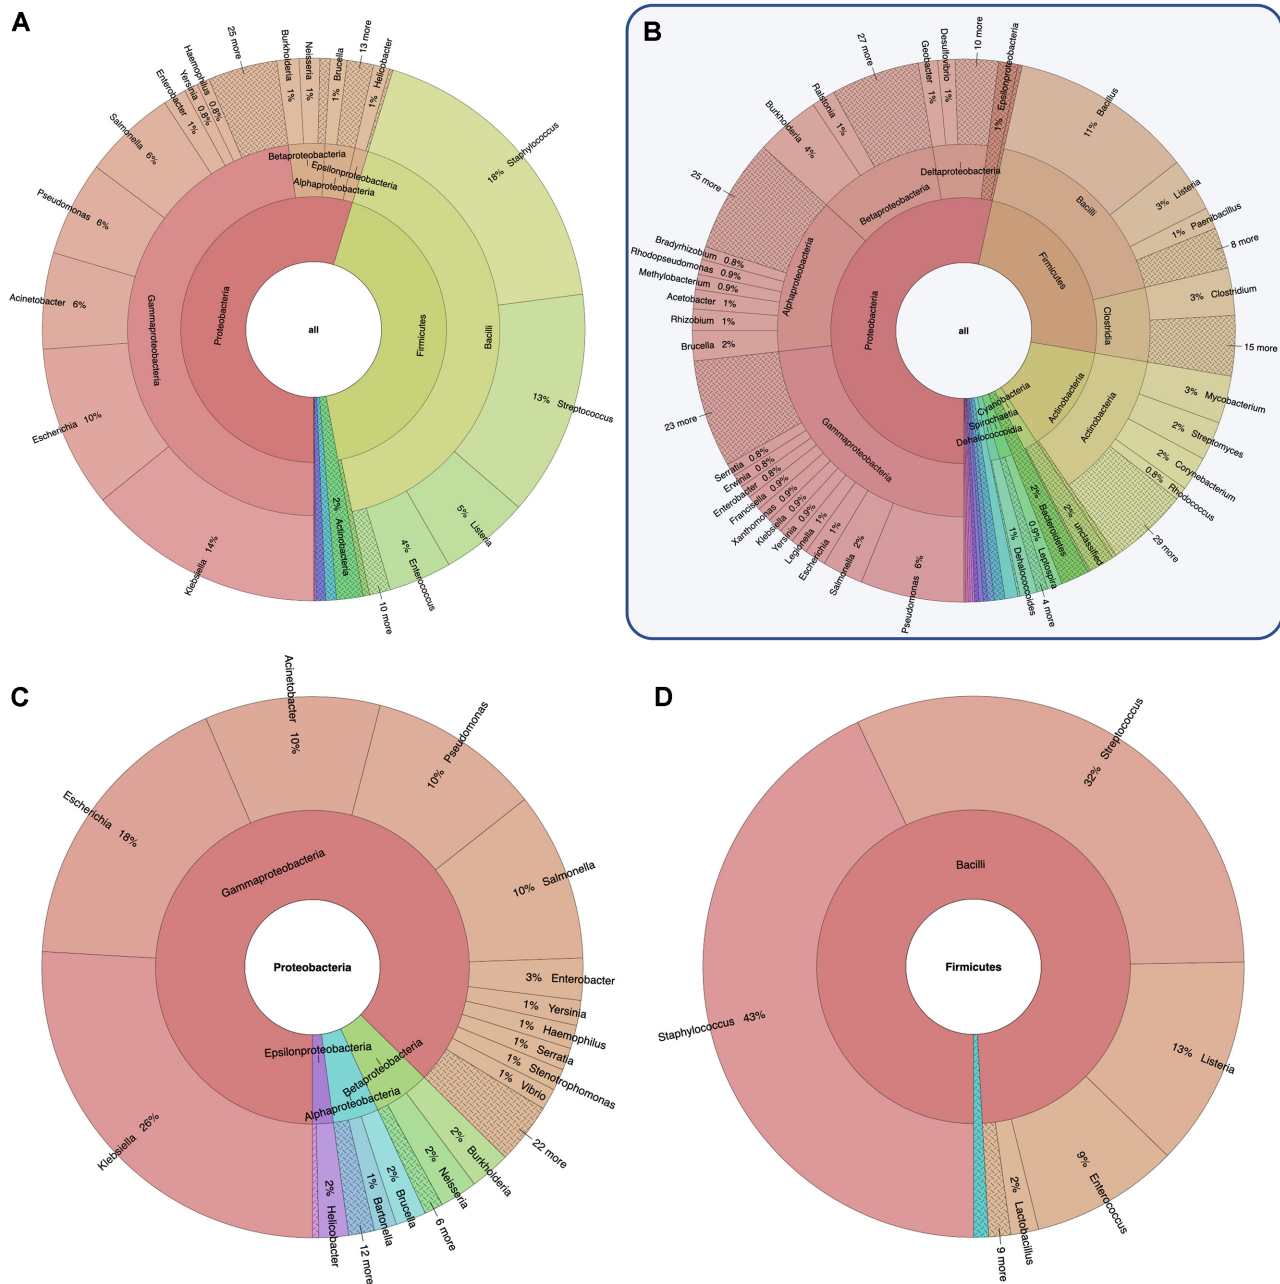 A
25 more
Haemophilus 0.8%
Yersinia 0.8%
Enterobacter 1%
Salmonella 6%
Pseudomonas 6%
Acinetobacter 6%
Escherichia 10%
Klebsiella 14%
Burkholderia 1%
Neisseria 1%
1% Brucella
13 more
1% Helicobacter
18% Staphylococcus
13% Streptococcus
5% Listeria
4% Enterococcus
10 more
2% Actinobacteria
Betaproteobacteria
Epsilonproteobacteria
Alphaproteobacteria
Gammaproteobacteria
Proteobacteria
all
Firmicutes
Bacilli
B
27 more
Geobacter 1%
Desulfovibrio 1%
10 more
1% Epsilonproteobacteria
11% Bacillus
3% Listeria
1% Paenibacillus
8 more
3% Clostridium
15 more
3% Mycobacterium
2% Streptomyces
2% Corynebacterium
0.8% Rhodococcus
29 more
2% unclassified
2% Bacteroidetes
0.9% Leptospira
4 more
1% Dehalococcoides
Ralstonia 1%
Burkholderia 4%
25 more
Bradyrhizobium 0.8%
Rhodopseudomonas 0.9%
Methylobacterium 0.9%
Acetobacter 1%
Rhizobium 1%
Brucella 2%
23 more
Serratia 0.8%
Erwinia 0.8%
Enterobacter 0.8%
Francisella 0.9%
Xanthomonas 0.9%
Klebsiella 0.9%
Yersinia 0.9%
Legionella 1%
Escherichia 1%
Salmonella 2%
Pseudomonas 6%
Deltaproteobacteria
Betaproteobacteria
Alphaproteobacteria
Gammaproteobacteria
Proteobacteria
all
Firmicutes
Bacilli
Clostridia
Actinobacteria
Actinobacteria
Cyanobacteria
Spirochaetia
Dehalococcoidia
C
Acinetobacter 10%
10% Pseudomonas
10% Salmonella
3% Enterobacter
1% Yersinia
1% Haemophilus
1% Serratia
1% Stenotrophomonas
1% Vibrio
22 more
2% Burkholderia
2% Neisseria
6 more
2% Brucella
1% Bartonella
12 more
2% Helicobacter
Klebsiella 26%
Escherichia 18%
Gammaproteobacteria
Proteobacteria
Epsilonproteobacteria
Betaproteobacteria
Alphaproteobacteria
D
32% Streptococcus
13% Listeria
9% Enterococcus
2% Lactobacillus
9 more
Staphylococcus 43%
Bacilli
Firmicutes